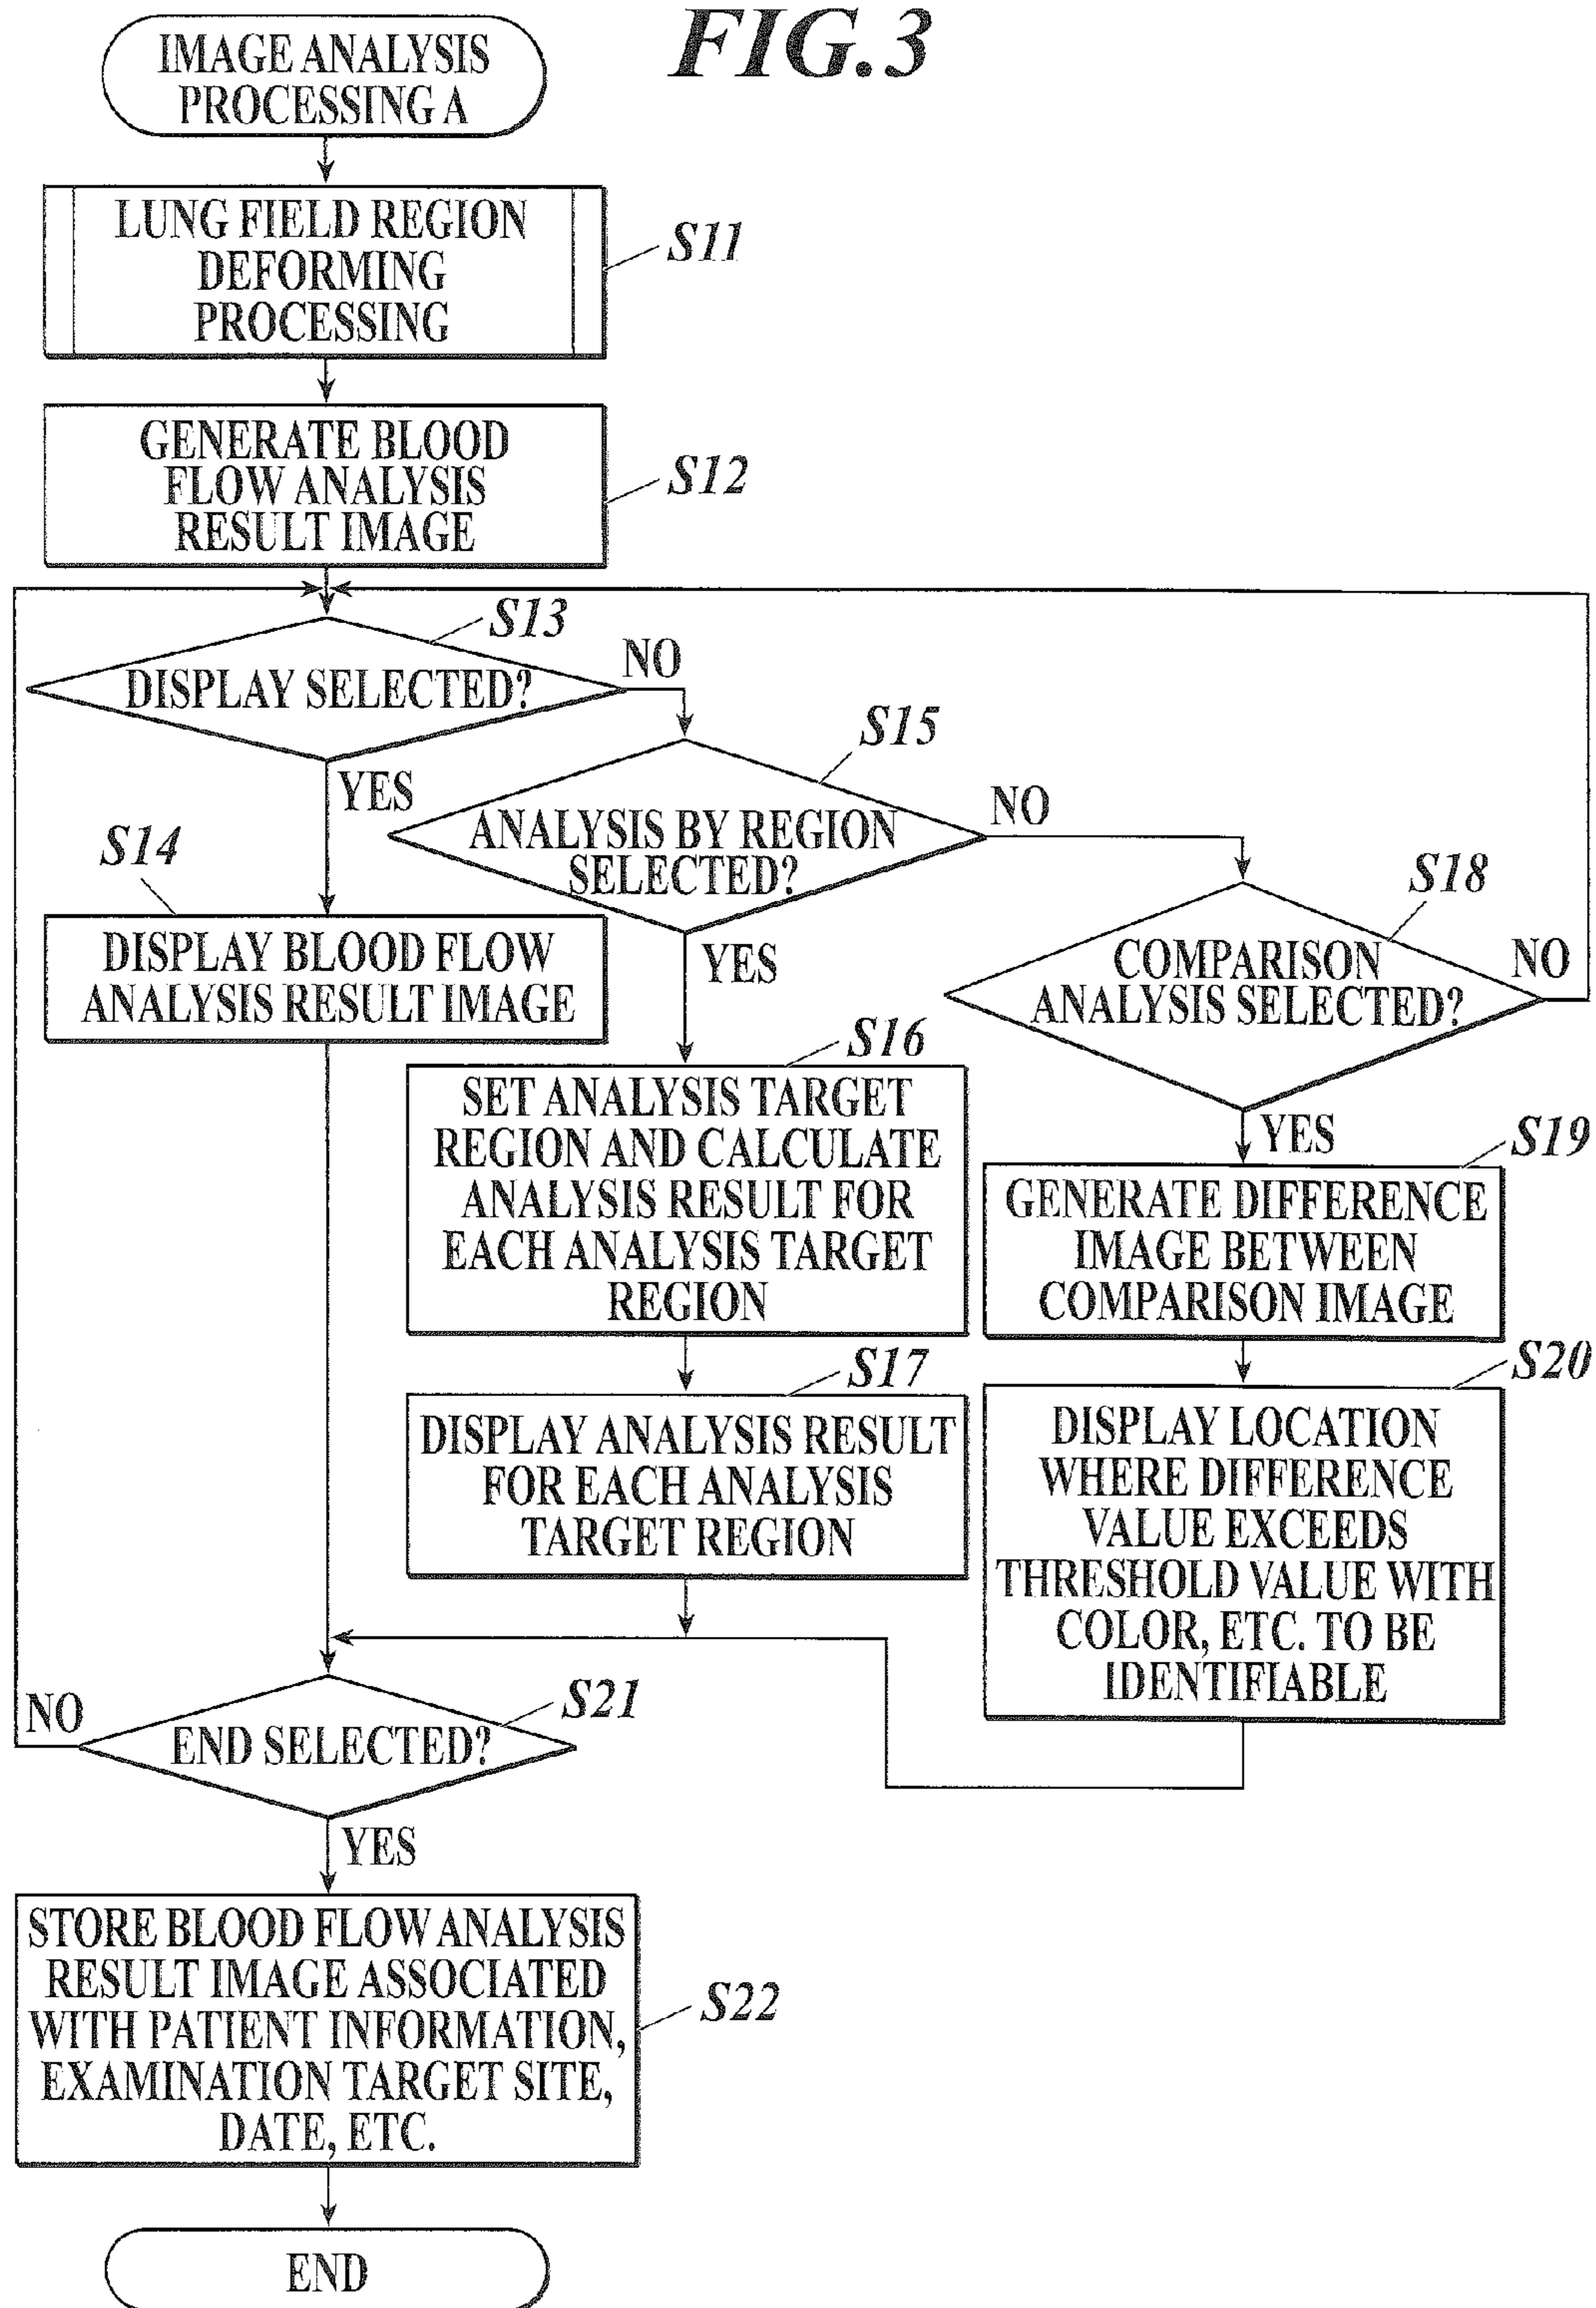 FIG.3
IMAGE ANALYSIS
PROCESSING A
LUNG FIELD REGION
DEFORMING
PROCESSING
S11
GENERATE BLOOD
FLOW ANALYSIS
RESULT IMAGE
S12
S13
DISPLAY SELECTED?
NO
YES
S14
DISPLAY BLOOD FLOW
ANALYSIS RESULT IMAGE
S15
ANALYSIS BY REGION
SELECTED?
NO
YES
S16
SET ANALYSIS TARGET
REGION AND CALCULATE
ANALYSIS RESULT FOR
EACH ANALYSIS TARGET
REGION
S17
DISPLAY ANALYSIS RESULT
FOR EACH ANALYSIS
TARGET REGION
S18
COMPARISON
ANALYSIS SELECTED?
NO
YES
S19
GENERATE DIFFERENCE
IMAGE BETWEEN
COMPARISON IMAGE
S20
DISPLAY LOCATION
WHERE DIFFERENCE
VALUE EXCEEDS
THRESHOLD VALUE WITH
COLOR, ETC. TO BE
IDENTIFIABLE
S21
END SELECTED?
NO
YES
STORE BLOOD FLOW ANALYSIS
RESULT IMAGE ASSOCIATED
WITH PATIENT INFORMATION,
EXAMINATION TARGET SITE,
DATE, ETC.
S22
END